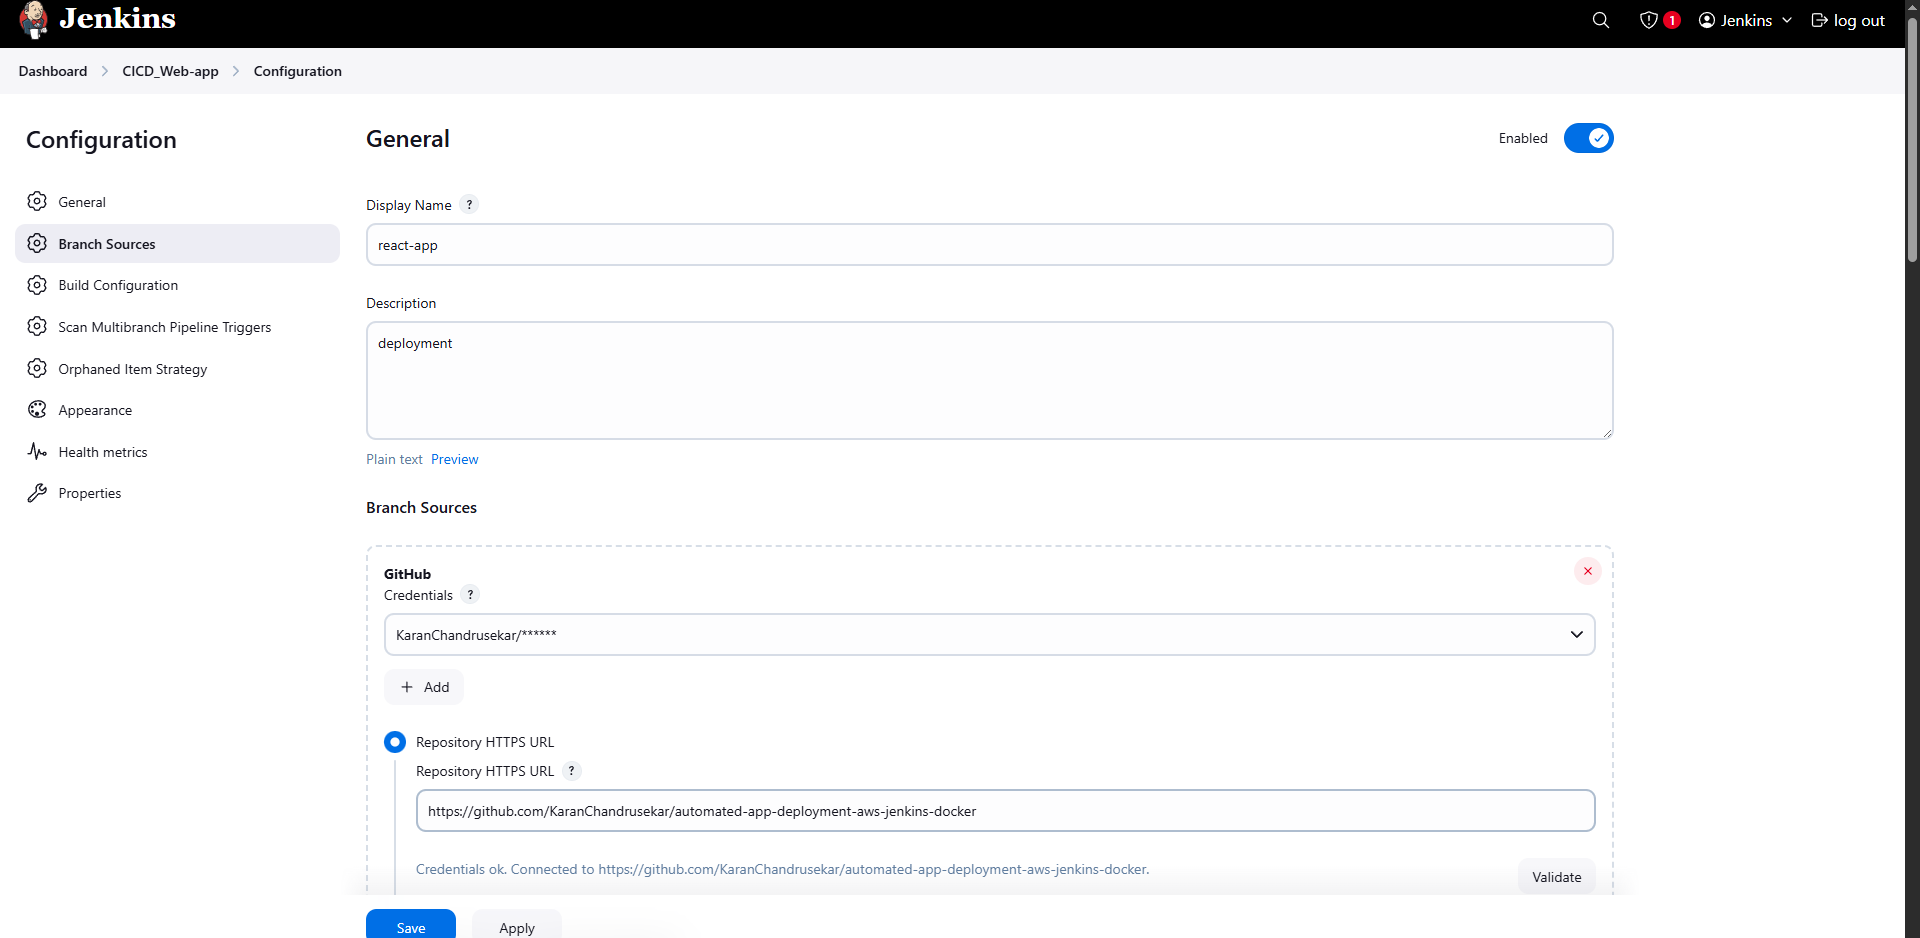 Jenkins
1
Jenkins
log out
Dashboard
CICD_Web-app
Configuration
Configuration
General
Branch Sources
Build Configuration
Scan Multibranch Pipeline Triggers
Orphaned Item Strategy
Appearance
Health metrics
Properties
General
Enabled
Display Name ?
react-app
Description
deployment
Plain text Preview
Branch Sources
GitHub
Credentials ?
KaranChandrusekar/******
+ Add
Repository HTTPS URL
Repository HTTPS URL ?
https://github.com/KaranChandrusekar/automated-app-deployment-aws-jenkins-docker
Credentials ok. Connected to https://github.com/KaranChandrusekar/automated-app-deployment-aws-jenkins-docker.
Validate
Save
Apply